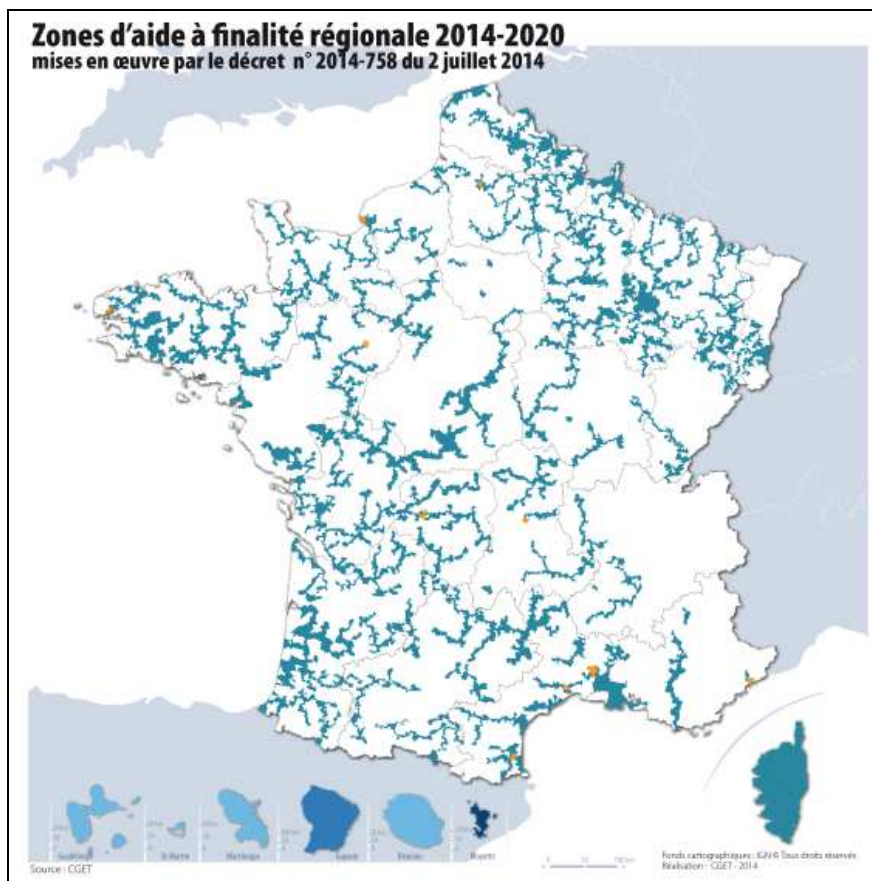 Zones d'aide à finalité régionale 2014-2020
mises en œuvre par le décret n° 2014-758 du 2 juillet 2014
Source : CGET
Fonds cartographiques : IGN © Tous droits réservés
Réalisation : CGET - 2014